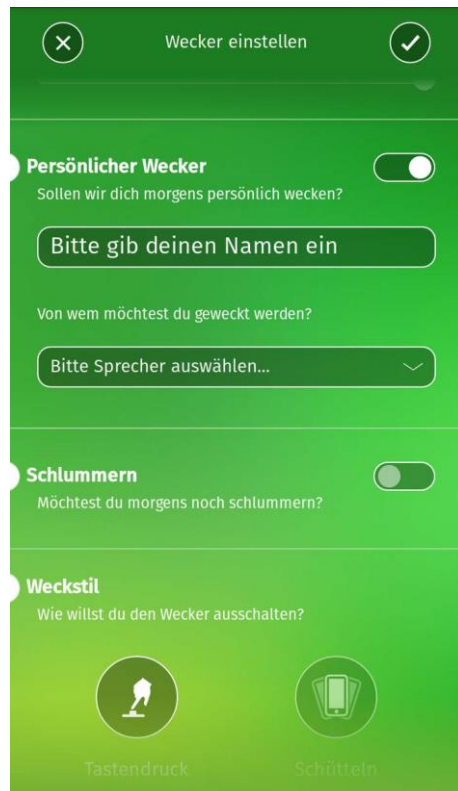 Wecker einstellen
Persönlicher Wecker
Sollen wir dich morgens persönlich wecken?
Bitte gib deinen Namen ein
Von wem möchtest du geweckt werden?
Bitte Sprecher auswählen...
Schlummern
Möchtest du morgens noch schlummern?
Weckstil
Wie willst du den Wecker ausschalten?
Tastendruck Schütteln